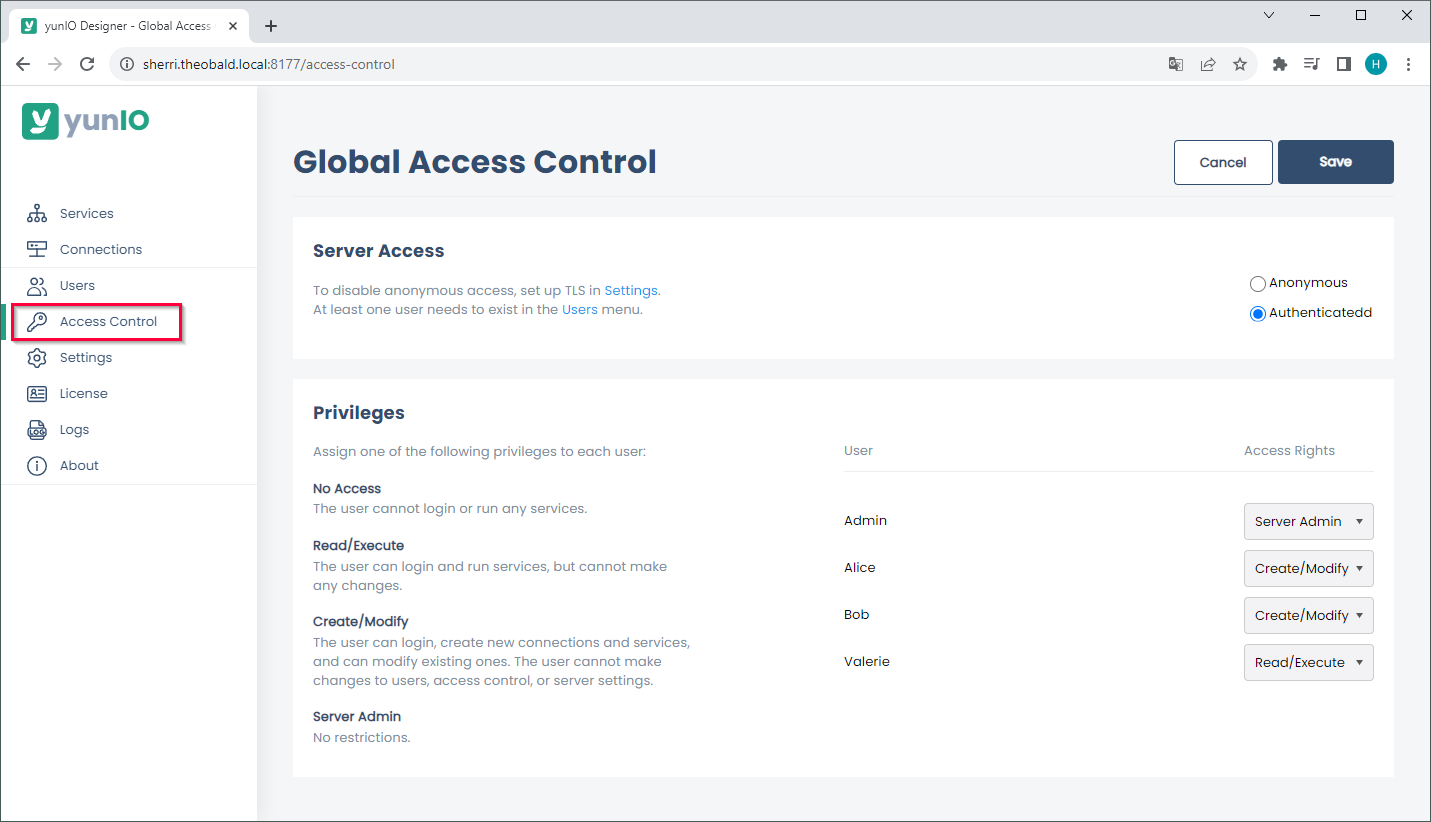 yunIO Designer - Global Access
sherri.theobald.local:8177/access-control
H
yunIO
Services
Connections
Users
Access Control
Settings
License
LOG
Logs
About
Global Access Control
Cancel
Save
Server Access
To disable anonymous access, set up TLS in Settings.
At least one user needs to exist in the Users menu.
Anonymous
Authenticatedd
Privileges
Assign one of the following privileges to each user:
No Access
The user cannot login or run any services.
Read/Execute
The user can login and run services, but cannot make
any changes.
Create/Modify
The user can login, create new connections and services,
and can modify existing ones. The user cannot make
changes to users, access control, or server settings.
Server Admin
No restrictions.
User Access Rights
Admin Server Admin
Alice Create/Modify
Bob Create/Modify
Valerie Read/Execute